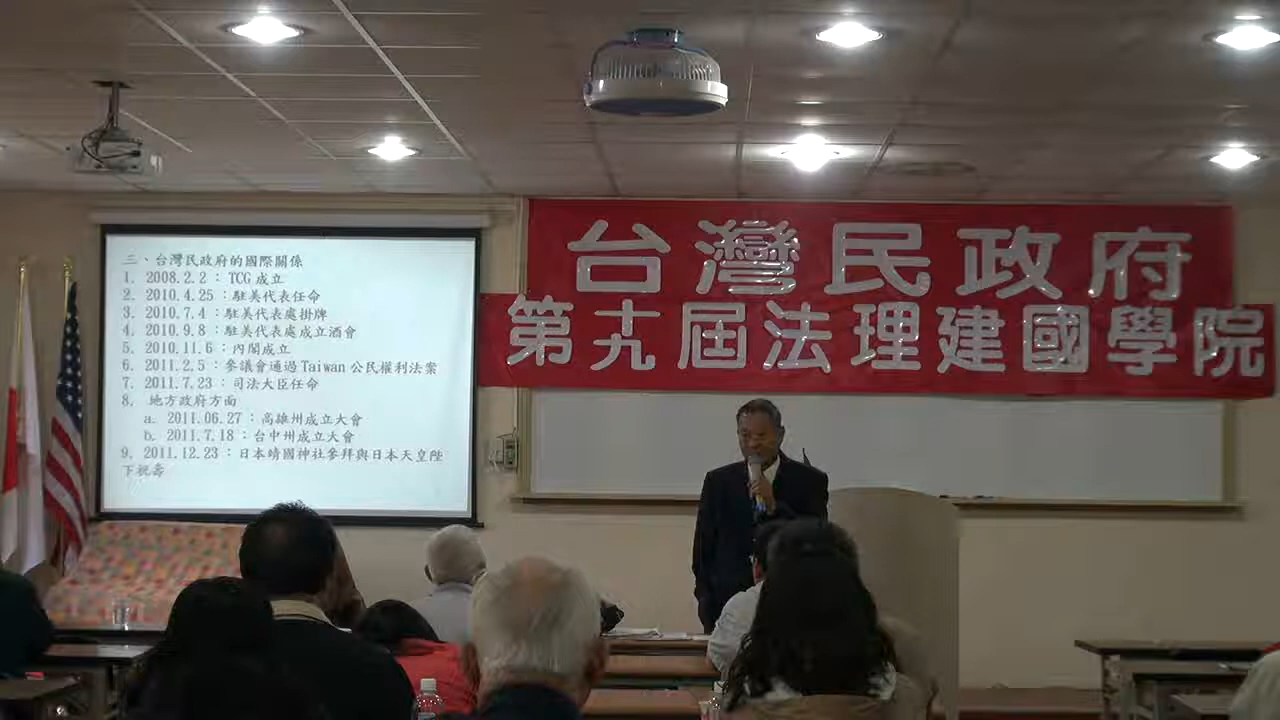 三、台灣民政府的國際關係
1. 2008.2.2：TCG成立
2. 2010.4.25：駐美代表任命
3. 2010.7.4：駐美代表處掛牌
4. 2010.9.8：駐美代表處成立酒會
5. 2010.11.6：內閣成立
6. 2011.2.5：參議會通過Taiwan公民權利法案
7. 2011.7.23：司法大臣任命
8. 地方政府方面
a. 2011.06.27：高雄州成立大會
b. 2011.7.18：台中州成立大會
9. 2011.12.23：日本靖國神社參拜與日本天皇陛
下祝壽
台灣民政府
第十九屆法理建國學院